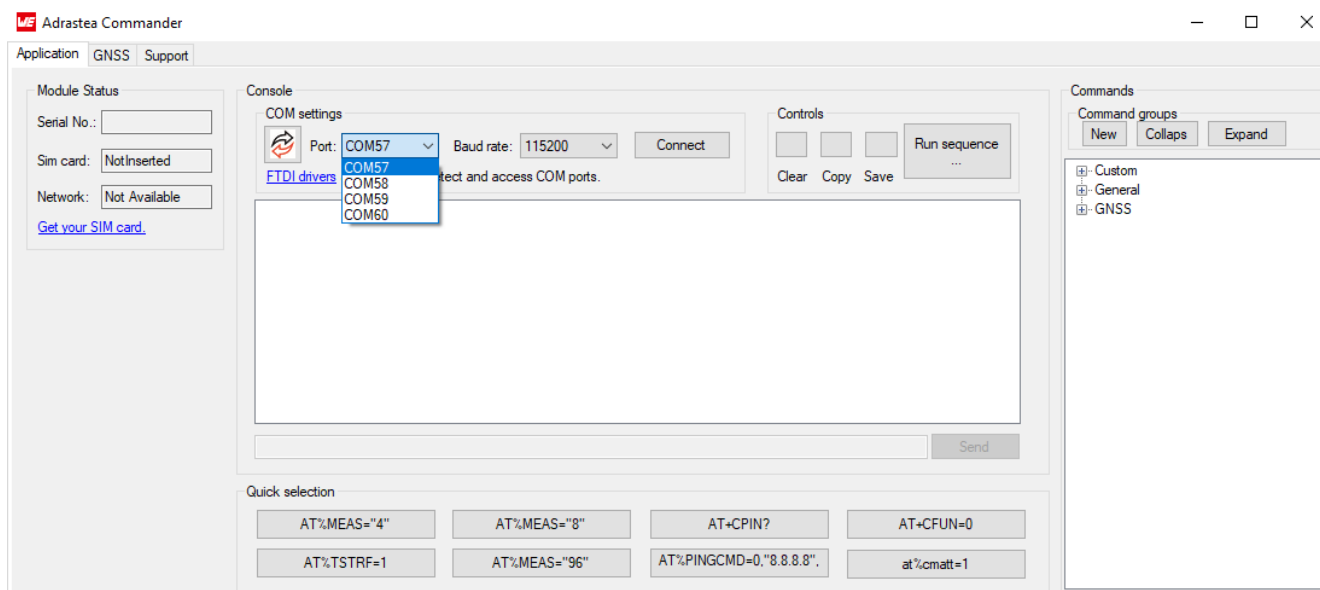 WE Adrastea Commander
Application GNSS Support
Module Status
Serial No.:
Sim card: NotInserted
Network: Not Available
Get your SIM card.
Console
COM settings
Port: COM57 Baud rate: 115200 Connect
COM57
COM58
COM59
COM60
FTDI drivers tect and access COM ports.
Controls
Run sequence
...
Clear Copy Save
Send
Quick selection
AT%MEAS="4" AT%MEAS="8" AT+CPIN? AT+CFUN=0
AT%TSTRF=1 AT%MEAS="96" AT%PINGCMD=0,"8.8.8.8", at%cmatt=1
Commands
Command groups
New Collaps Expand
Custom
General
GNSS